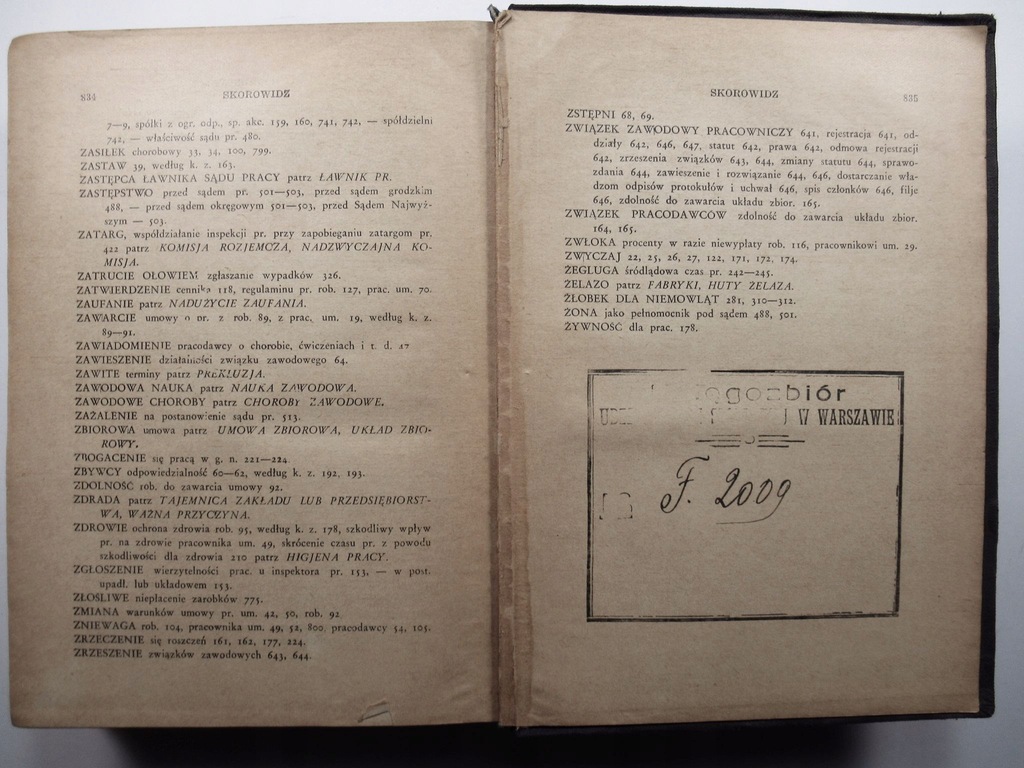 834
SKOROWIDZ
7—9, spółki z ogr. odp., sp. akc. 159, 160, 741, 742, — spółdzielni
742, — właściwość sądu pr. 480.
ZASIŁEK chorobowy 33, 34, 100, 799.
ZASTAW 39, według k. z. 163.
ZASTĘPCA ŁAWNIKA SĄDU PRACY patrz ŁAWNIK PR.
ZASTĘPSTWO przed sądem pr. 501—503, przed sądem grodzkim
488, — przed sądem okręgowym 501—503, przed Sądem Najwyż-
szym — 503.
ZATARG, współdziałanie inspekcji pr. przy zapobieganiu zatargom pr.
422 patrz KOMISJA ROZJEMCZA, NADZWYCZAJNA KO-
MISJA.
ZATRUCIE OŁOWIEM zgłaszanie wypadków 326.
ZATWIERDZENIE cennika 118, regulaminu pr. rob. 127, prac. um. 70.
ZAUFANIE patrz NADUŻYCIE ZAUFANIA.
ZAWARCIE umowy o pr. z rob. 89, z prac. um. 19, według k. z.
89—91.
ZAWIADOMIENIE pracodawcy o chorobie, ćwiczeniach i t. d.
ZAWIESZENIE działalności związku zawodowego 64.
ZAWITE terminy patrz PREKLUZJA.
ZAWODOWA NAUKA patrz NAUKA ZAWODOWA.
ZAWODOWE CHOROBY patrz CHOROBY ZAWODOWE.
ZAŻALENIE na postanowienie sądu pr. 513.
ZBIOROWA umowa patrz UMOWA ZBIOROWA, UKŁAD ZBIO-
ROWY.
ZBOGACENIE się pracą w g. n. 221—224.
ZBYWCY odpowiedzialność 60—62, według k. z. 192, 193.
ZDOLNOŚĆ rob. do zawarcia umowy 92.
ZDRADA patrz TAJEMNICA ZAKŁADU LUB PRZEDSIĘBIORST-
WA, WAŻNA PRZYCZYNA.
ZDROWIE ochrona zdrowia rob. 95, według k. z. 178, szkodliwy wpływ
pr. na zdrowie pracownika um. 49, skrócenie czasu pr. z powodu
szkodliwości dla zdrowia 210 patrz HIGJENA PRACY.
ZGŁOSZENIE wierzytelności prac. u inspektora pr. 153, — w post.
upadł. lub układowem 153.
ZŁOŚLIWE niepłacenie zarobków 775.
ZMIANA warunków umowy pr. um. 42, 50, rob. 92
ZNIEWAGA rob. 104, pracownika um. 49, 52, 800, pracodawcy 54, 105.
ZRZECZENIE się roszczeń 161, 162, 177, 224.
ZRZESZENIE związków zawodowych 643, 644.
SKOROWIDZ
835
ZSTĘPNI 68, 69.
ZWIĄZEK ZAWODOWY PRACOWNICZY 641, rejestracja 641, od-
działy 642, 646, 647, statut 642, prawa 642, odmowa rejestracji
642, zrzeszenia związków 643, 644, zmiany statutu 644, sprawo-
zdania 644, zawieszenie i rozwiązanie 644, 646, dostarczanie wła-
dzom odpisów protokułów i uchwał 646, spis członków 646, filje
646, zdolność do zawarcia układu zbior. 165.
ZWIĄZEK PRACODAWCÓW zdolność do zawarcia układu zbior.
164, 165.
ZWŁOKA procenty w razie niewypłaty rob. 116, pracownikowi um. 29.
ZWYCZAJ 22, 25, 26, 27, 122, 171, 172, 174.
ŻEGLUGA śródlądowa czas pr. 242—245.
ŻELAZO patrz FABRYKI, HUTY ŻELAZA.
ŻŁOBEK DLA NIEMOWLĄT 281, 310—312.
ŻONA jako pełnomocnik pod sądem 488, 501.
ŻYWNOŚĆ dla prac. 178.
W WARSZAWIE
F. 2009